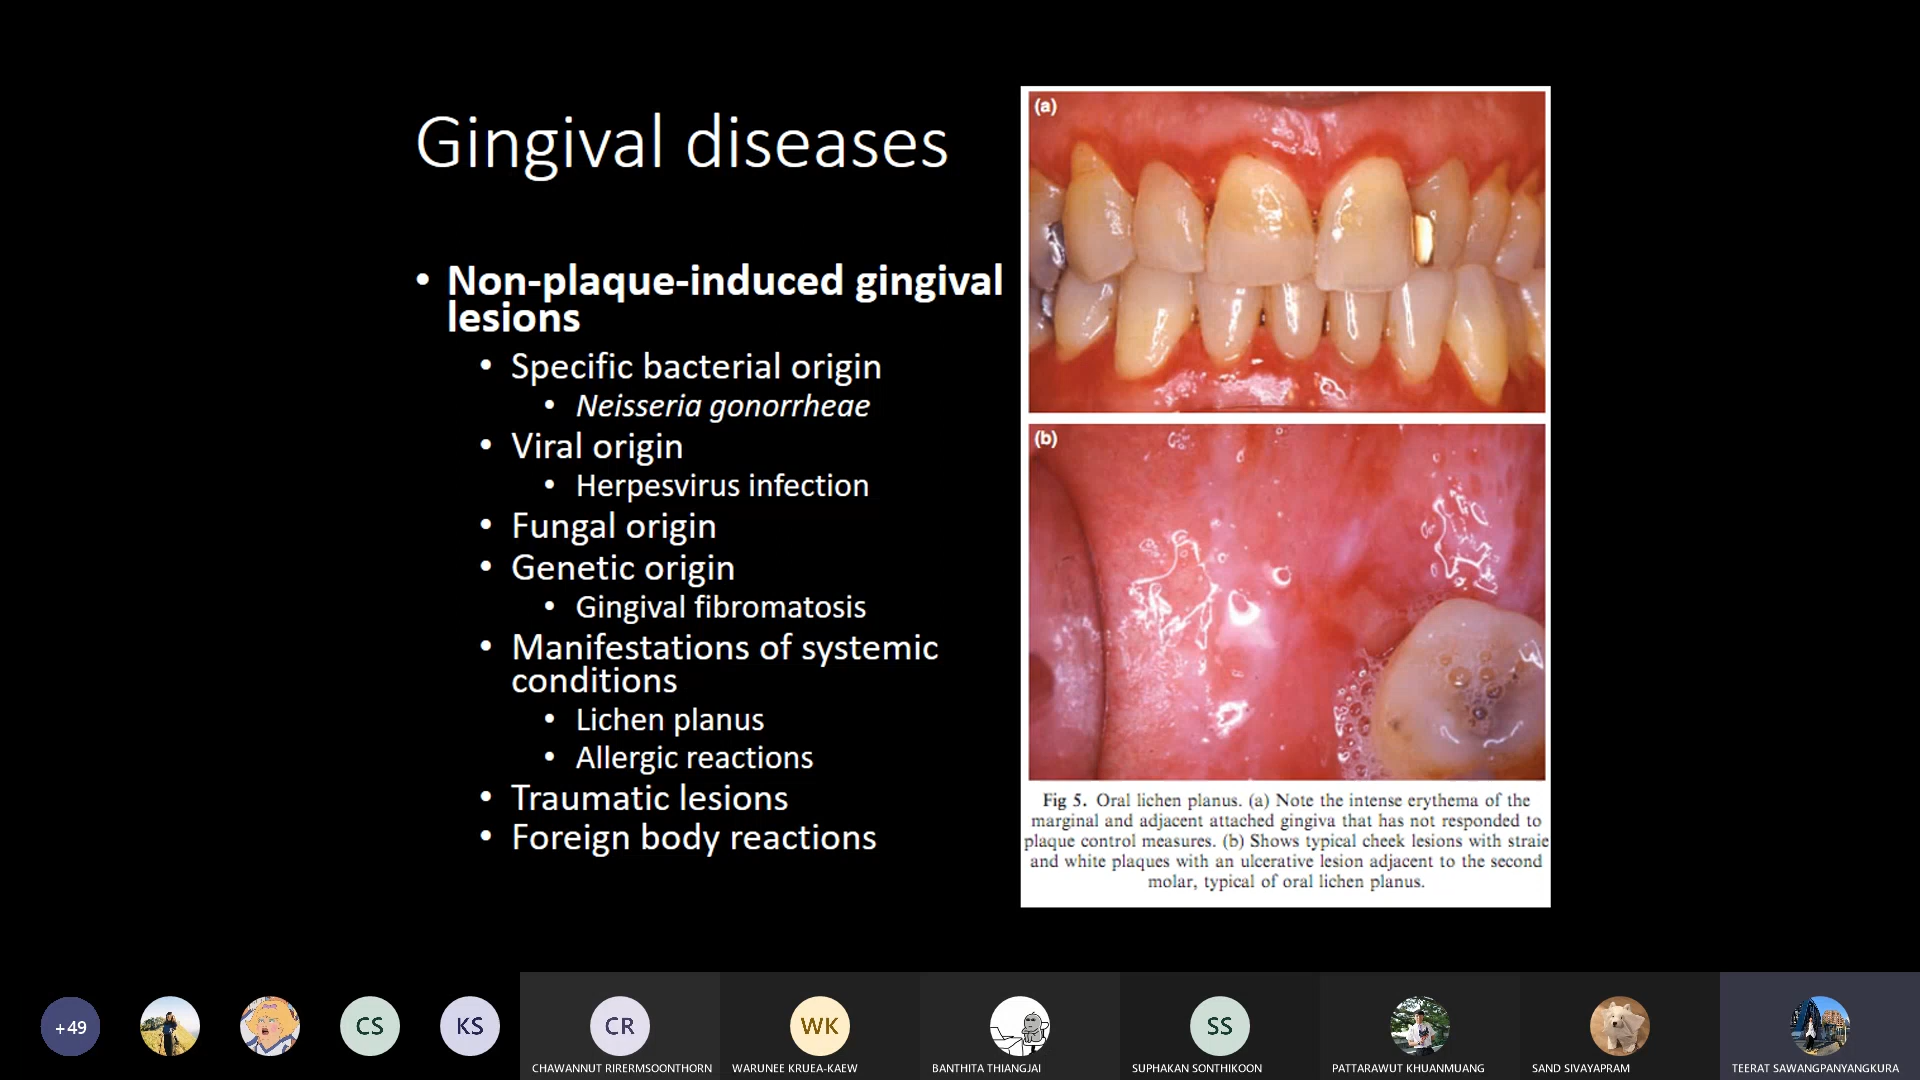 Gingival diseases
• Non-plaque-induced gingival
lesions
• Specific bacterial origin
• Neisseria gonorrheae
• Viral origin
• Herpesvirus infection
• Fungal origin
• Genetic origin
• Gingival fibromatosis
• Manifestations of systemic
conditions
• Lichen planus
• Allergic reactions
• Traumatic lesions
• Foreign body reactions
(a)
(b)
Fig 5. Oral lichen planus. (a) Note the intense erythema of the
marginal and adjacent attached gingiva that has not responded to
plaque control measures. (b) Shows typical cheek lesions with straie
and white plaques with an ulcerative lesion adjacent to the second
molar, typical of oral lichen planus.
+49
CS
KS
CR
WK
SS
CHAWANNUT RIRERMSOONTHORN
WARUNEE KRUEA-KAEW
BANTHITA THIANGJAI
SUPHAKAN SONTHIKOON
PATTARAWUT KHUANMUANG
SAND SIVAYAPRAM
TEERAT SAWANGPANYANGKURA